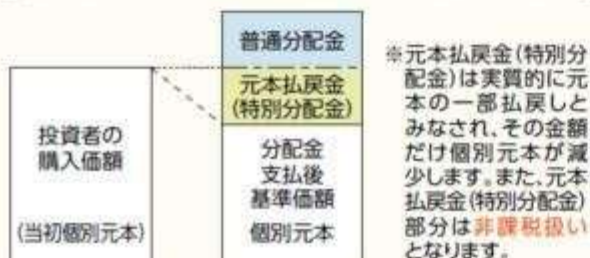 普通分配金
元本払戻金
(特別分配金)
投資者の
購入価額
(当初個別元本)
分配金
支払後
基準価額
個別元本
※元本払戻金(特別分
配金)は実質的に元
本の一部払戻しと
みなされ、その金額
だけ個別元本が減
少します。また、元本
払戻金(特別分配金)
部分は非課税扱い
となります。